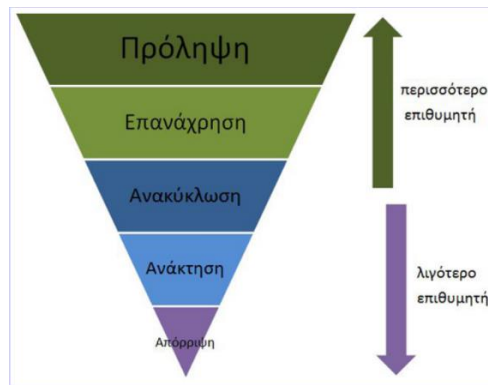 Πρόληψη
Επανάχρηση
Ανακύκλωση
Ανάκτηση
Απόρριψη
περισσότερο
επιθυμητή
λιγότερο
επιθυμητή